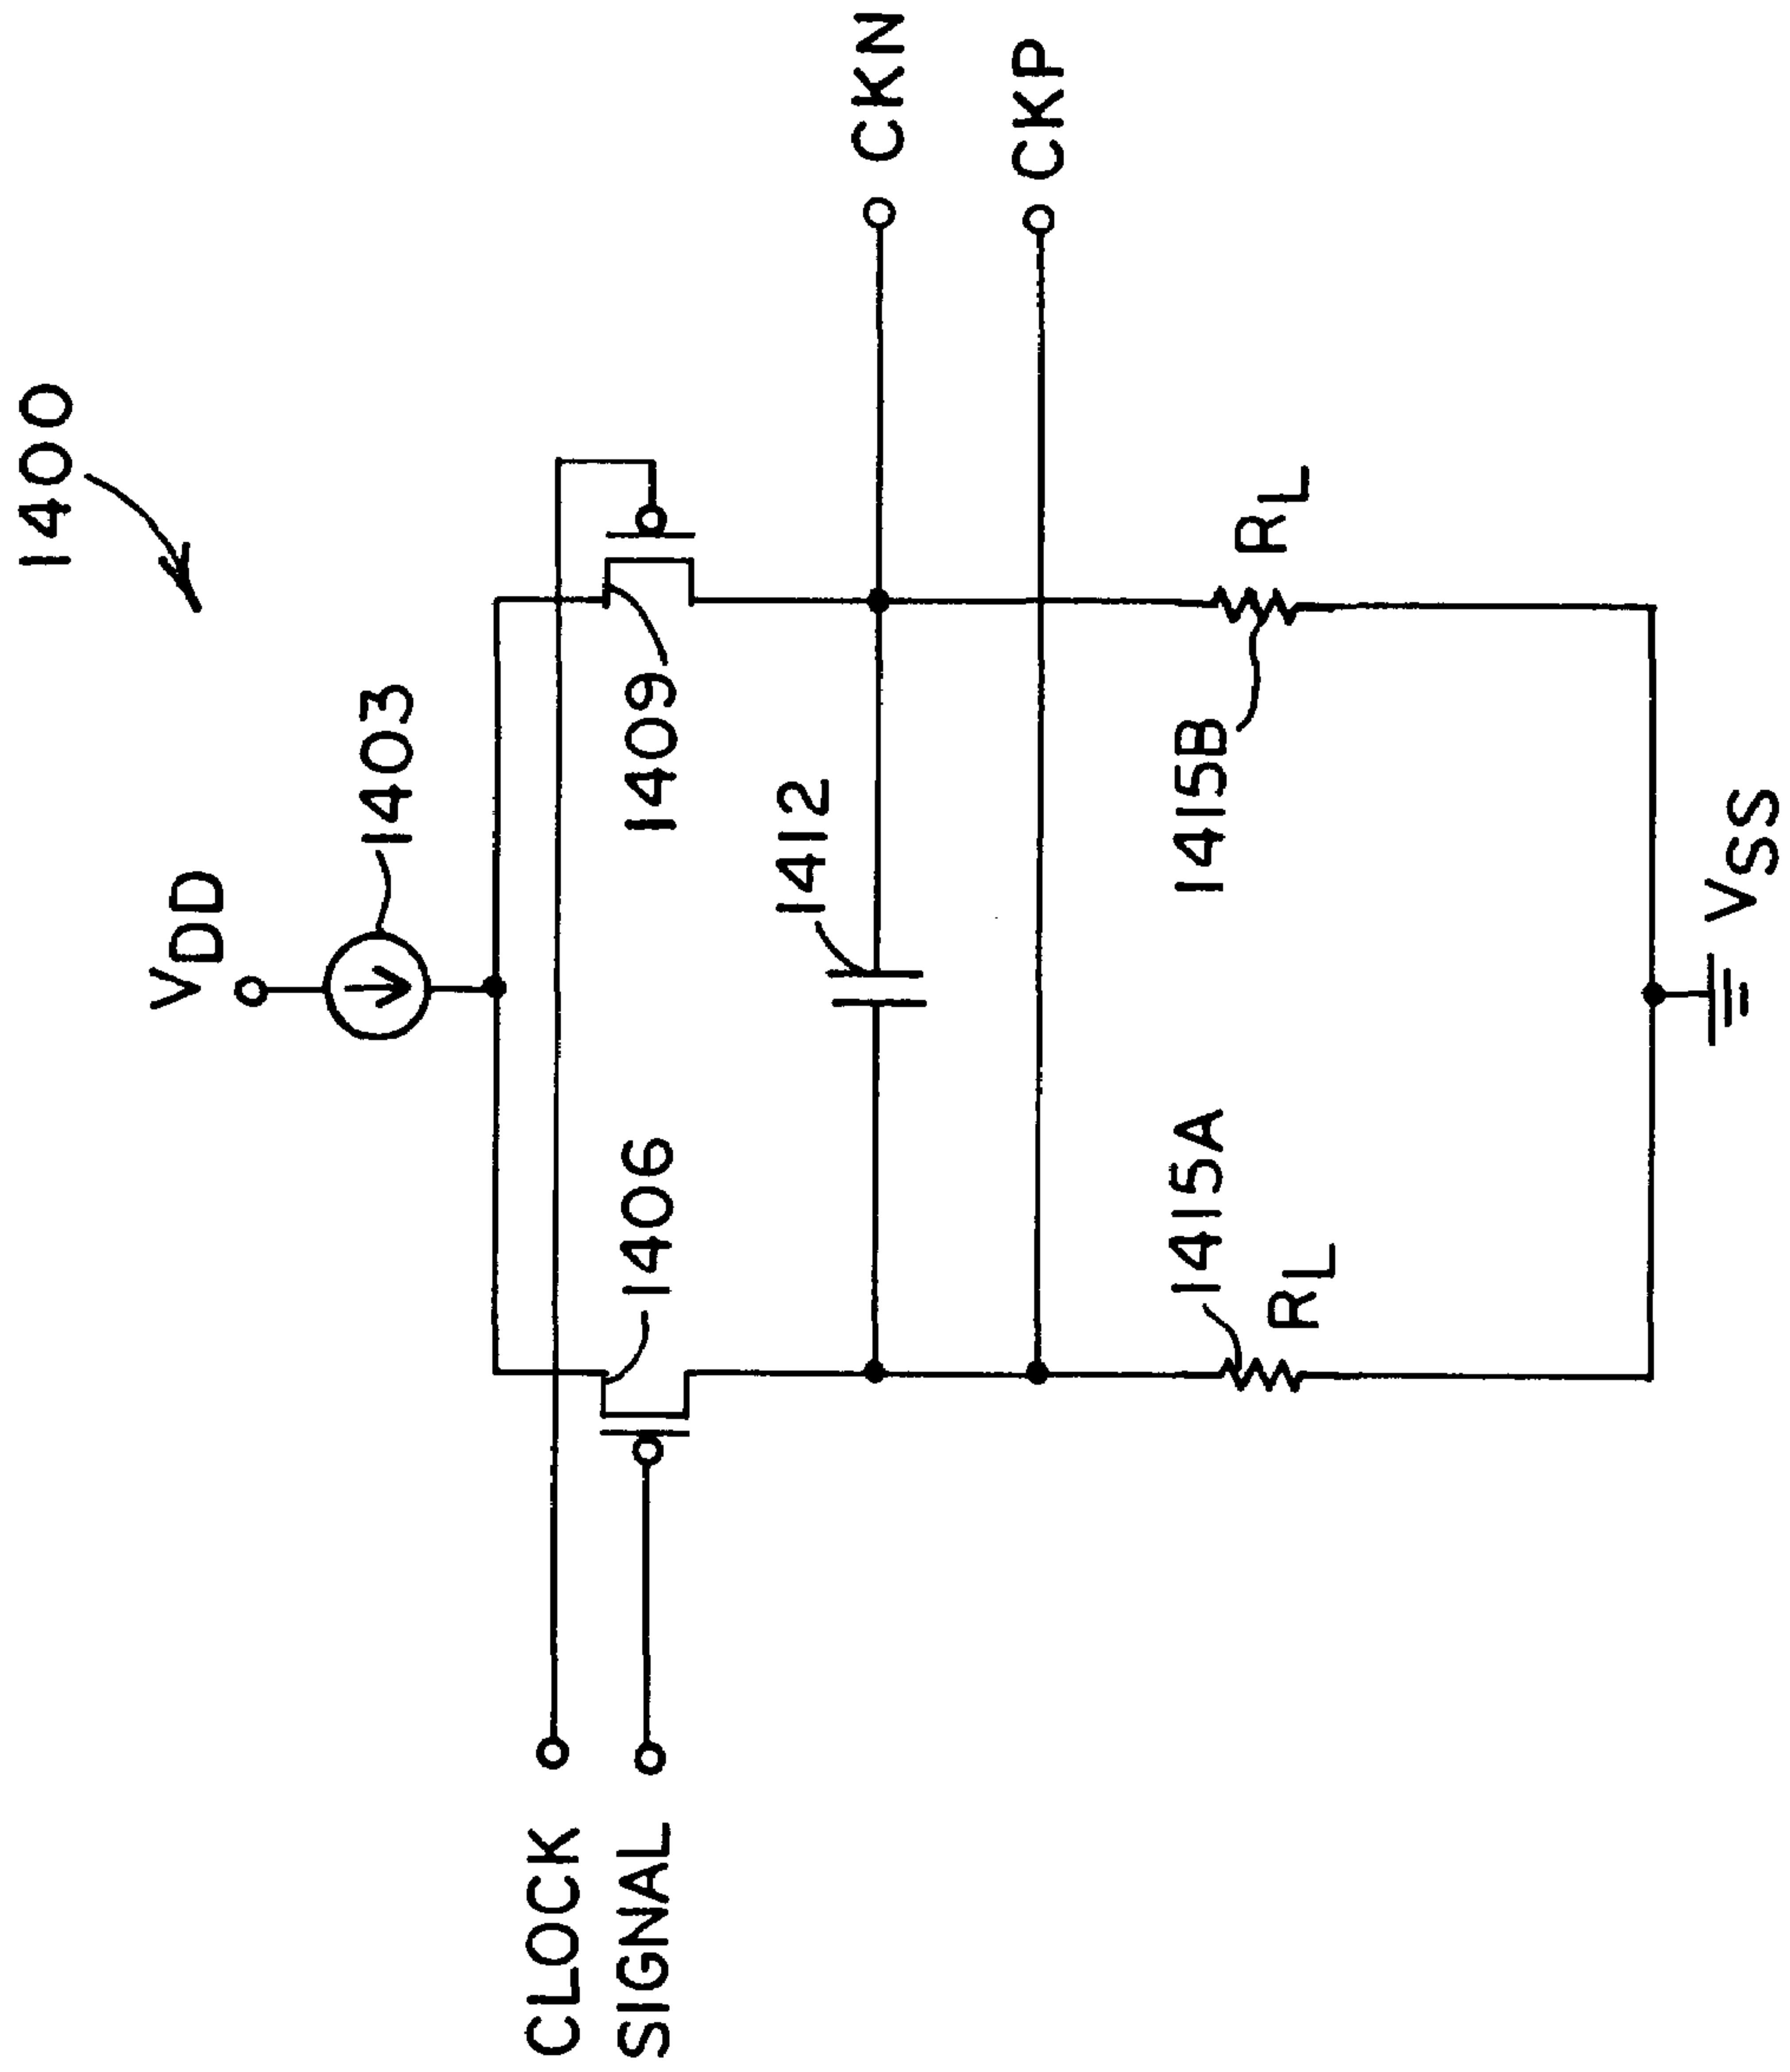 1400
VDD
1403
CLOCK
SIGNAL
1406
1409
1412
CKN
CKP
1415A
RL
1415B
RL
VSS